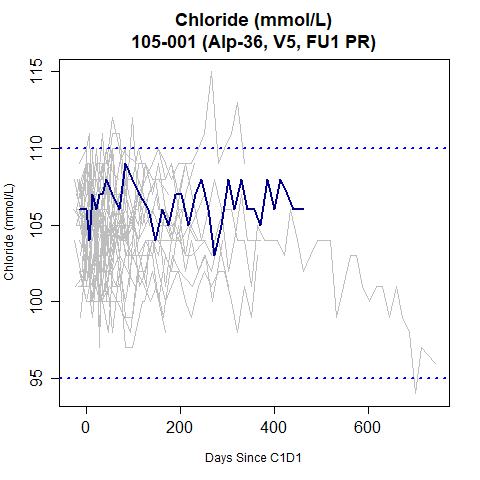 Chloride (mmol/L)
105-001 (Alp-36, V5, FU1 PR)
Chloride (mmol/L)
115
110
105
100
95
0
200
400
600
Days Since C1D1